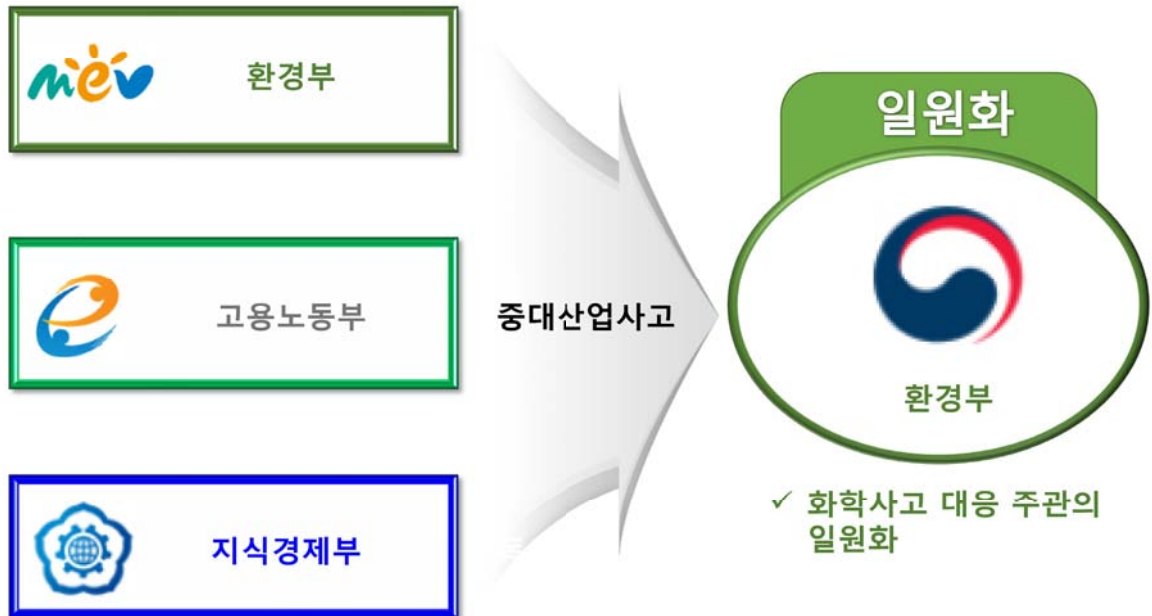 mev
환경부
고용노동부
지식경제부
중대산업사고
일원화
환경부
✓ 화학사고 대응 주관의
일원화